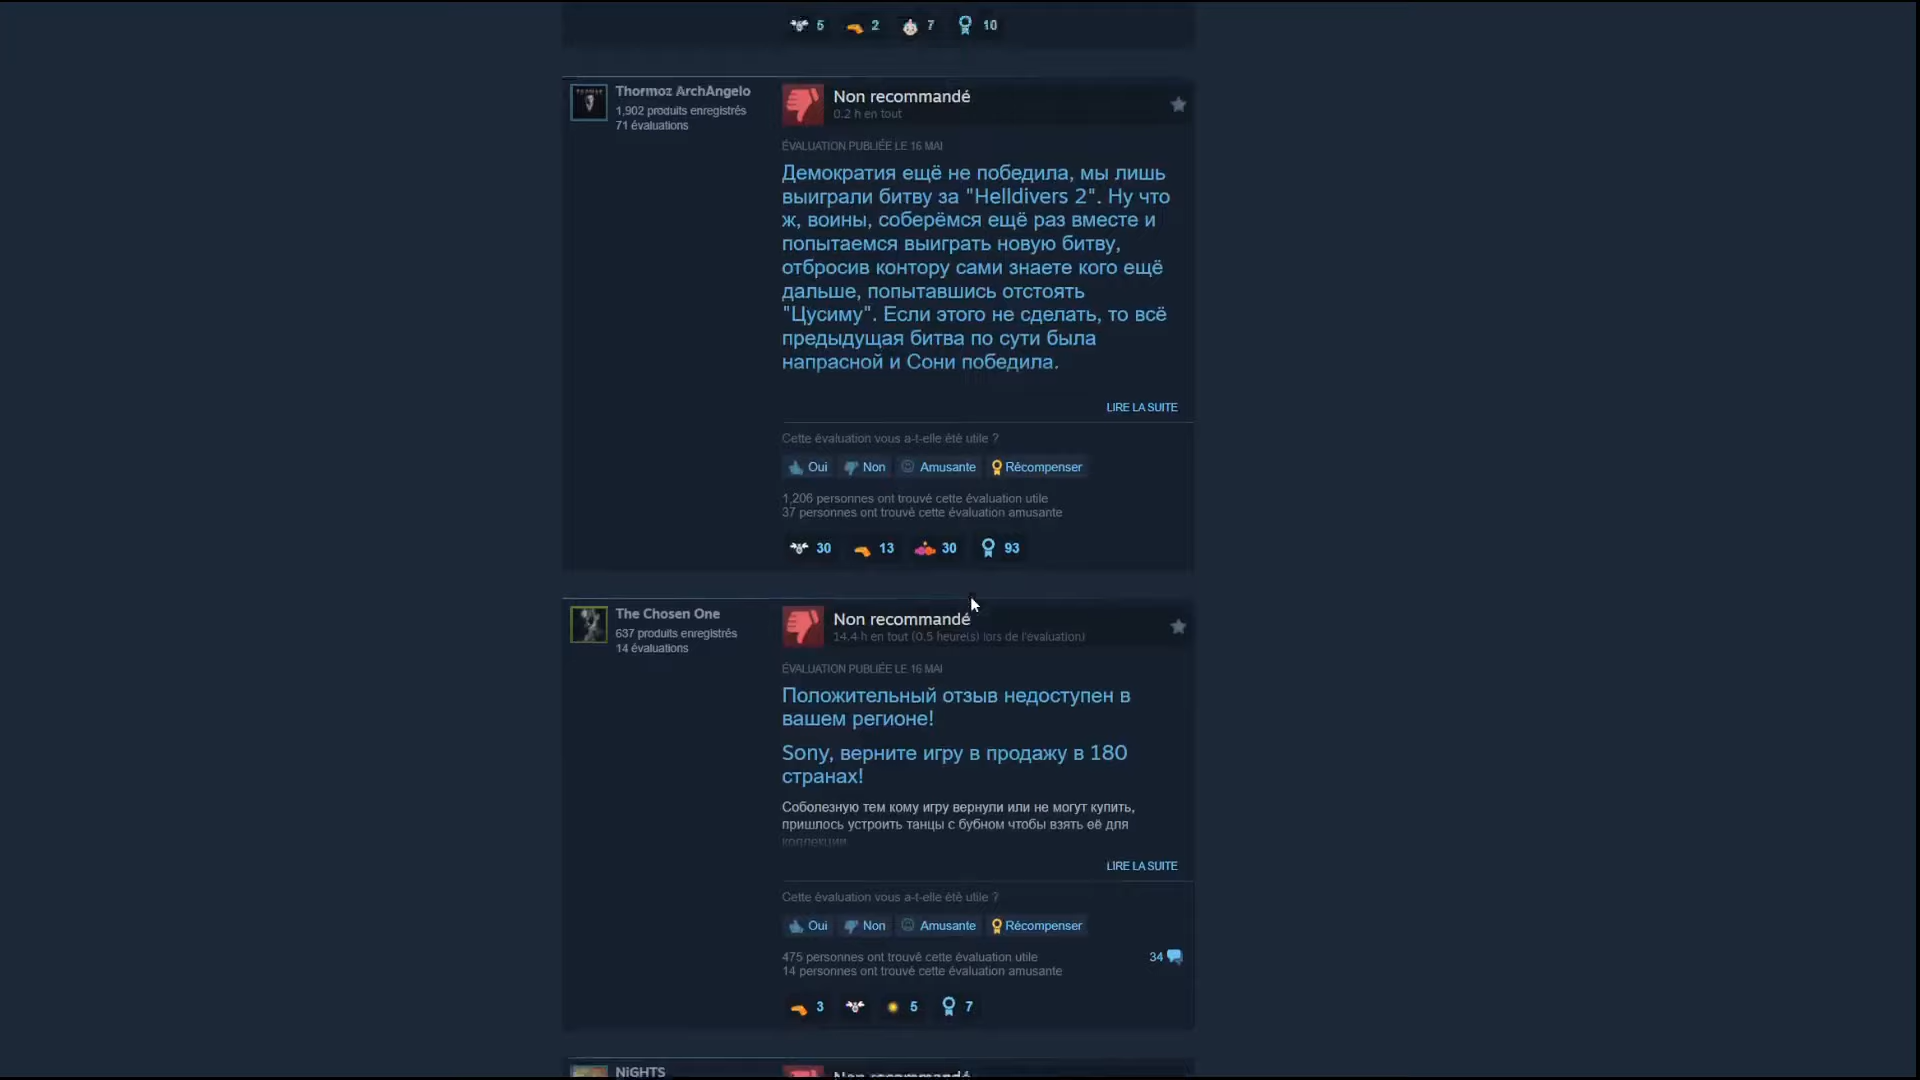 5 2 7 10
Thormoz ArchAngelo
1,902 produits enregistrés
71 évaluations
Non recommandé
0.2 h en tout
ÉVALUATION PUBLIÉE LE 16 MAI
Демократия ещё не победила, мы лишь
выиграли битву за "Helldivers 2". Ну что
ж, воины, соберёмся ещё раз вместе и
попытаемся выиграть новую битву,
отбросив контору сами знаете кого ещё
дальше, попытавшись отстоять
"Цусиму". Если этого не сделать, то всё
предыдущая битва по сути была
напрасной и Сони победила.
LIRE LA SUITE
Cette évaluation vous a-t-elle été utile ?
Oui Non Amusante Récompenser
1,206 personnes ont trouvé cette évaluation utile
37 personnes ont trouvé cette évaluation amusante
30 13 30 93
The Chosen One
637 produits enregistrés
14 évaluations
Non recommandé
14.4 h en tout (0.5 heure(s) lors de l'évaluation)
ÉVALUATION PUBLIÉE LE 16 MAI
Положительный отзыв недоступен в
вашем регионе!
Sony, верните игру в продажу в 180
странах!
Соболезную тем кому игру вернули или не могут купить,
пришлось устроить танцы с бубном чтобы взять её для
коллекции
LIRE LA SUITE
Cette évaluation vous a-t-elle été utile ?
Oui Non Amusante Récompenser
475 personnes ont trouvé cette évaluation utile
14 personnes ont trouvé cette évaluation amusante
34
3 5 7
NiGHTS
Non recommandé